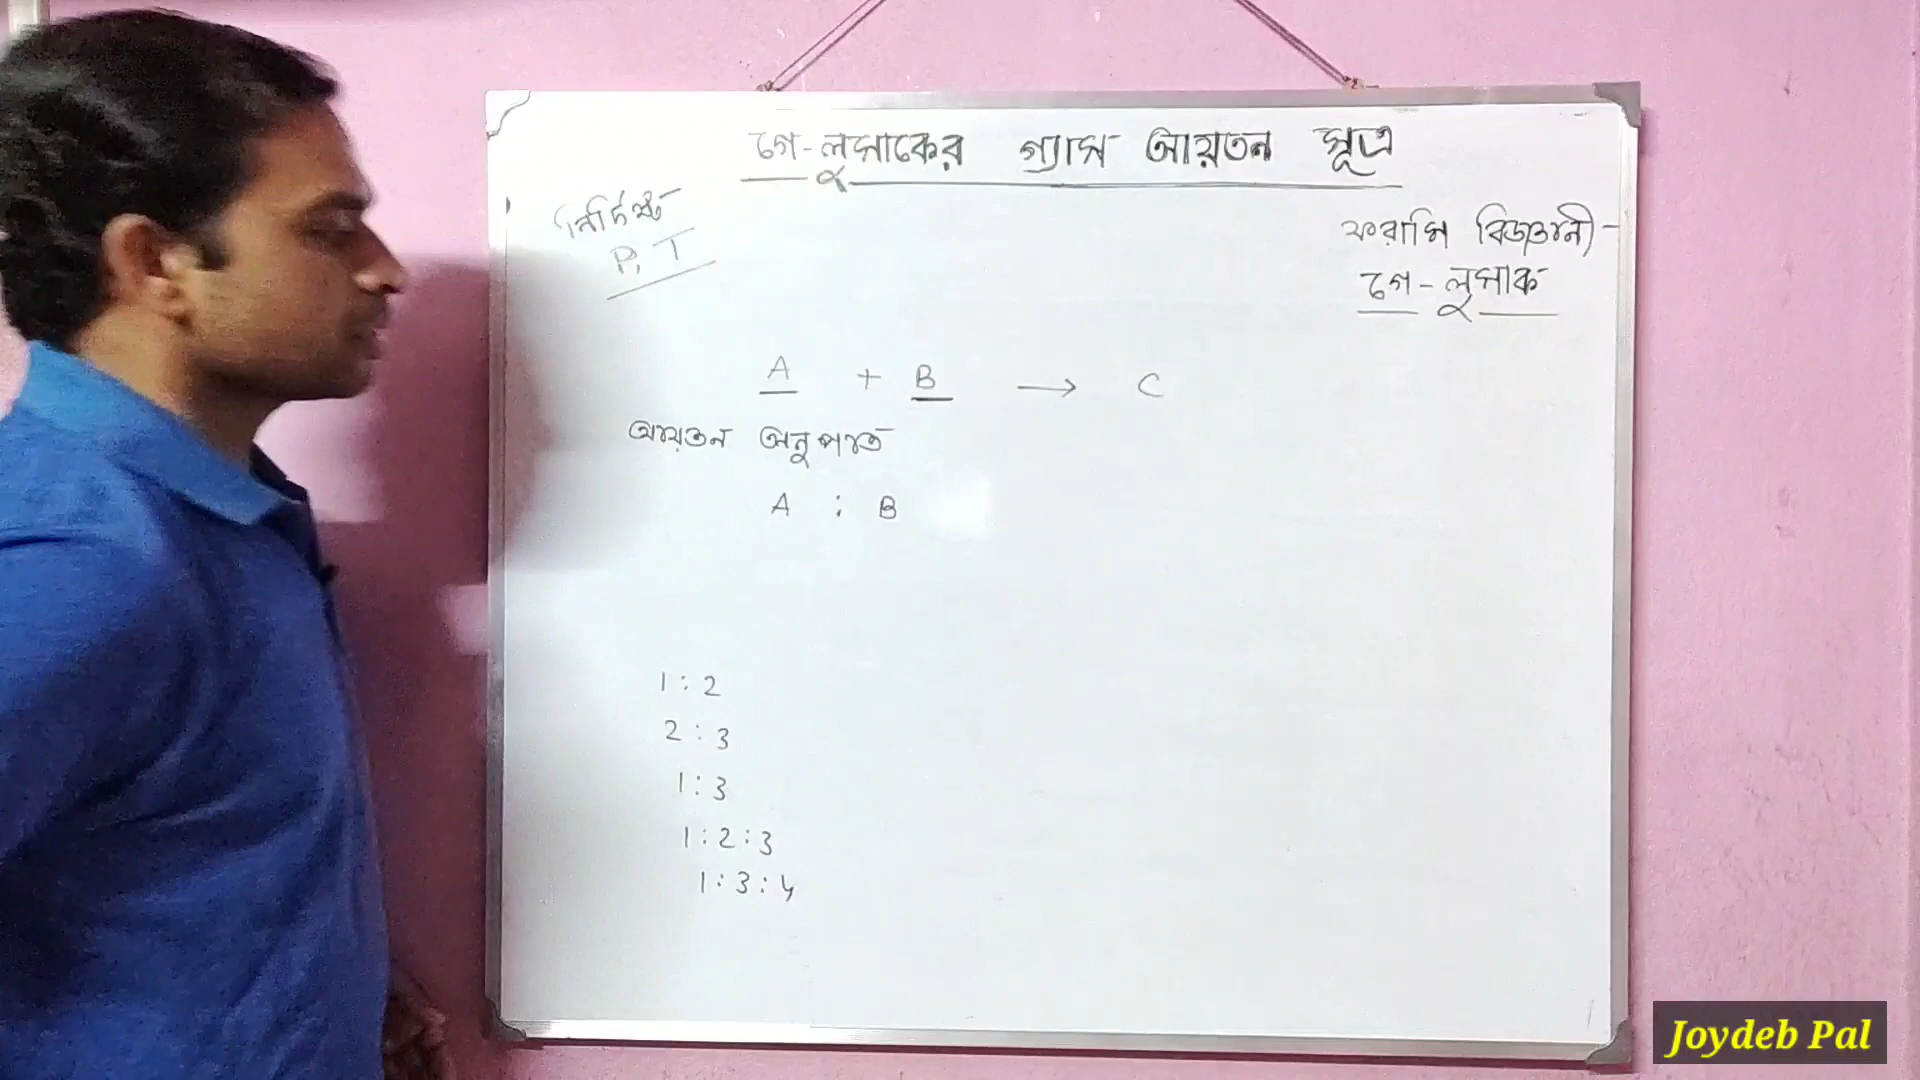 গে-লুসাকের গ্যাস আয়তন সূত্র
নির্দিষ্ট
P, T
ফরাসি বিজ্ঞানী-
গে-লুসাক
A + B → C
আয়তন অনুপাত
A : B
1 : 2
2 : 3
1 : 3
1 : 2 : 3
1 : 3 : 4
Joydeb Pal